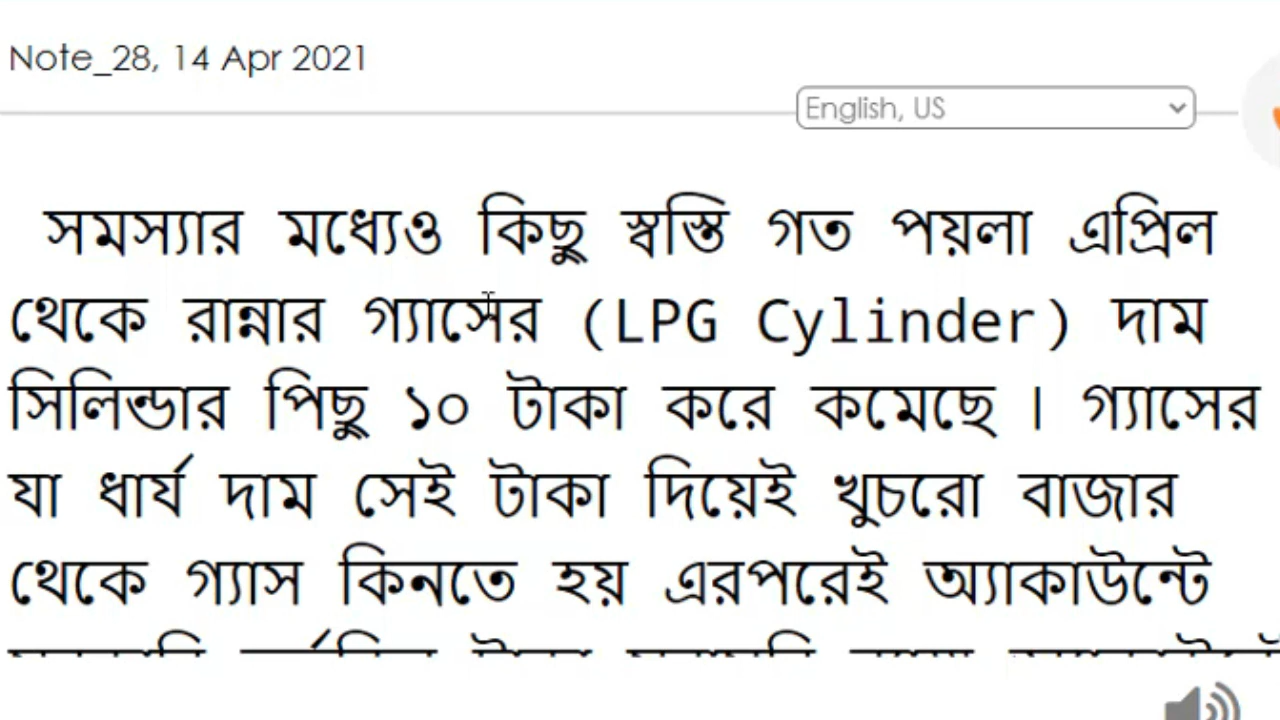 Note_28, 14 Apr 2021
English, US
সমস্যার মধ্যেও কিছু স্বস্তি গত পয়লা এপ্রিল
থেকে রান্নার গ্যাসের (LPG Cylinder) দাম
সিলিন্ডার পিছু ১০ টাকা করে কমেছে । গ্যাসের
যা ধার্য দাম সেই টাকা দিয়েই খুচরো বাজার
থেকে গ্যাস কিনতে হয় এরপরেই অ্যাকাউন্টে